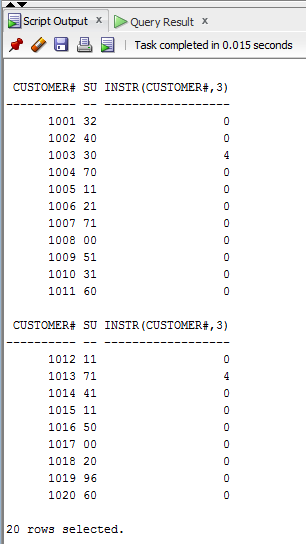 Script Output x Query Result x
Task completed in 0.015 seconds
CUSTOMER# SU INSTR(CUSTOMER#,3)
---------- -- ------------------
1001 32 0
1002 40 0
1003 30 4
1004 70 0
1005 11 0
1006 21 0
1007 71 0
1008 00 0
1009 51 0
1010 31 0
1011 60 0
CUSTOMER# SU INSTR(CUSTOMER#,3)
---------- -- ------------------
1012 11 0
1013 71 4
1014 41 0
1015 11 0
1016 50 0
1017 00 0
1018 20 0
1019 96 0
1020 60 0
20 rows selected.